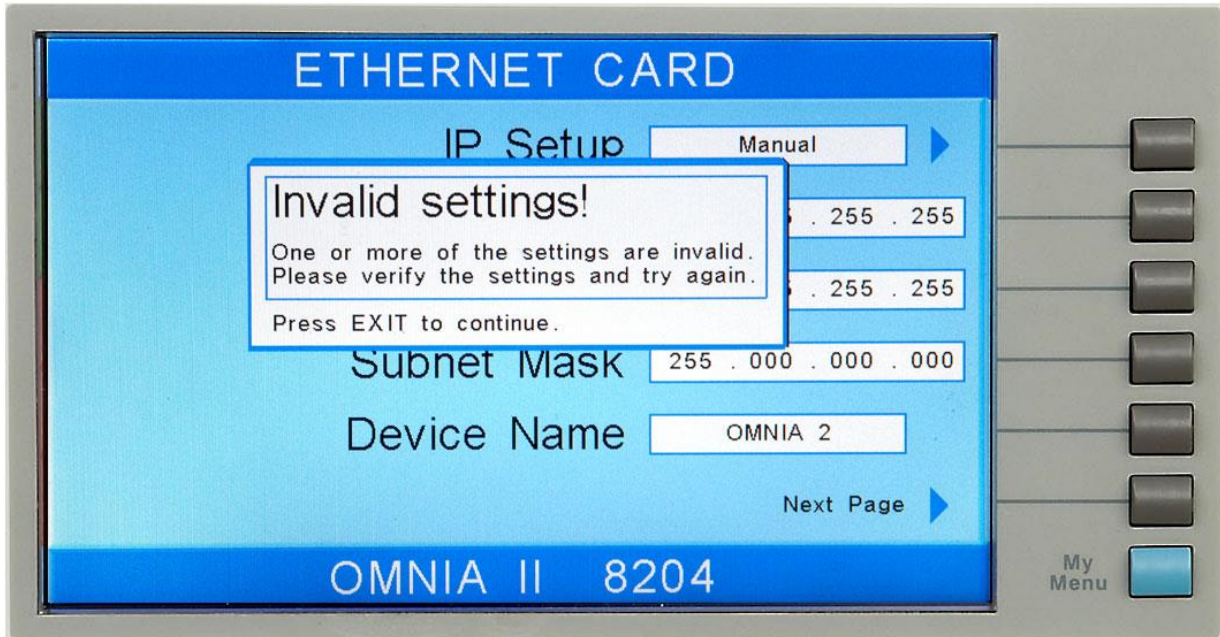 ETHERNET CARD
IP Setup Manual
Invalid settings!
One or more of the settings are invalid.
Please verify the settings and try again.
Press EXIT to continue.
. 255 . 255
. 255 . 255
Subnet Mask 255 . 000 . 000 . 000
Device Name OMNIA 2
Next Page
OMNIA II 8204
My
Menu